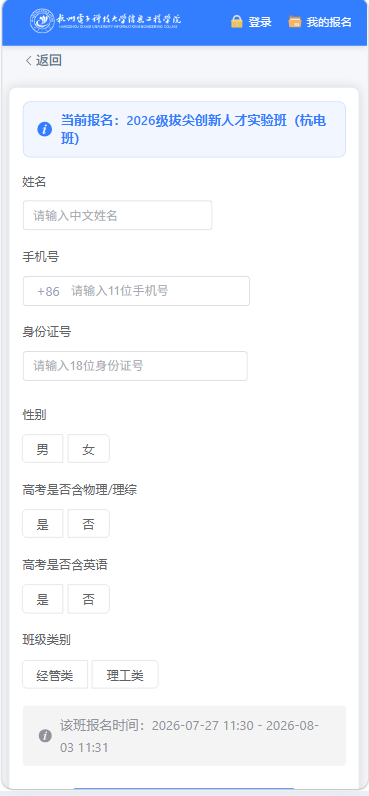 杭州电子科技大学信息工程学院
HANGZHOU DIANZI UNIVERSITY INFORMATION ENGINEERING COLLEGE
登录
我的报名
返回
当前报名：2026级拔尖创新人才实验班（杭电
班）
姓名
请输入中文姓名
手机号
+86 请输入11位手机号
身份证号
请输入18位身份证号
性别
男 女
高考是否含物理/理综
是 否
高考是否含英语
是 否
班级类别
经管类 理工类
该班报名时间：2026-07-27 11:30 - 2026-08-
03 11:31